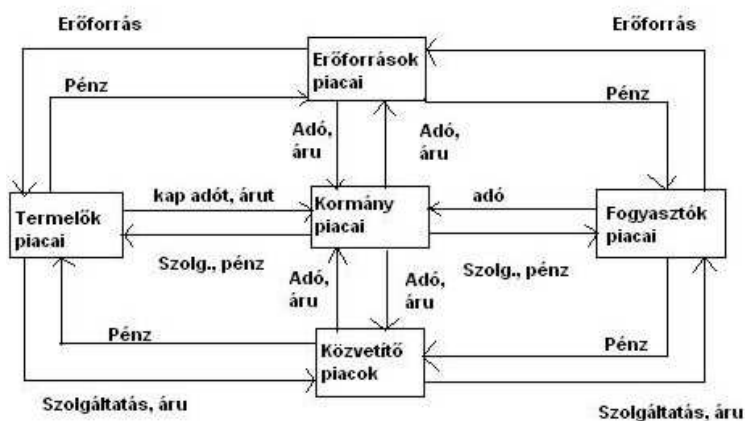 Erőforrás
Erőforrás
Erőforrások
piacai
Pénz
Pénz
Adó,
áru
Adó,
áru
kap adót, árut
adó
Termelők
piacai
Kormány
piacai
Fogyasztók
piacai
Szolg., pénz
Szolg., pénz
Adó,
áru
Adó,
áru
Pénz
Közvetítő
piacok
Pénz
Szolgáltatás, áru
Szolgáltatás, áru